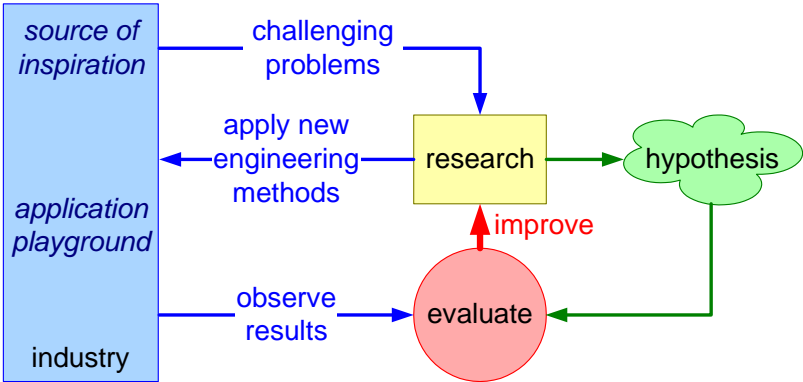 source of
inspiration
challenging
problems
apply new
engineering
methods
research
hypothesis
application
playground
improve
observe
results
evaluate
industry